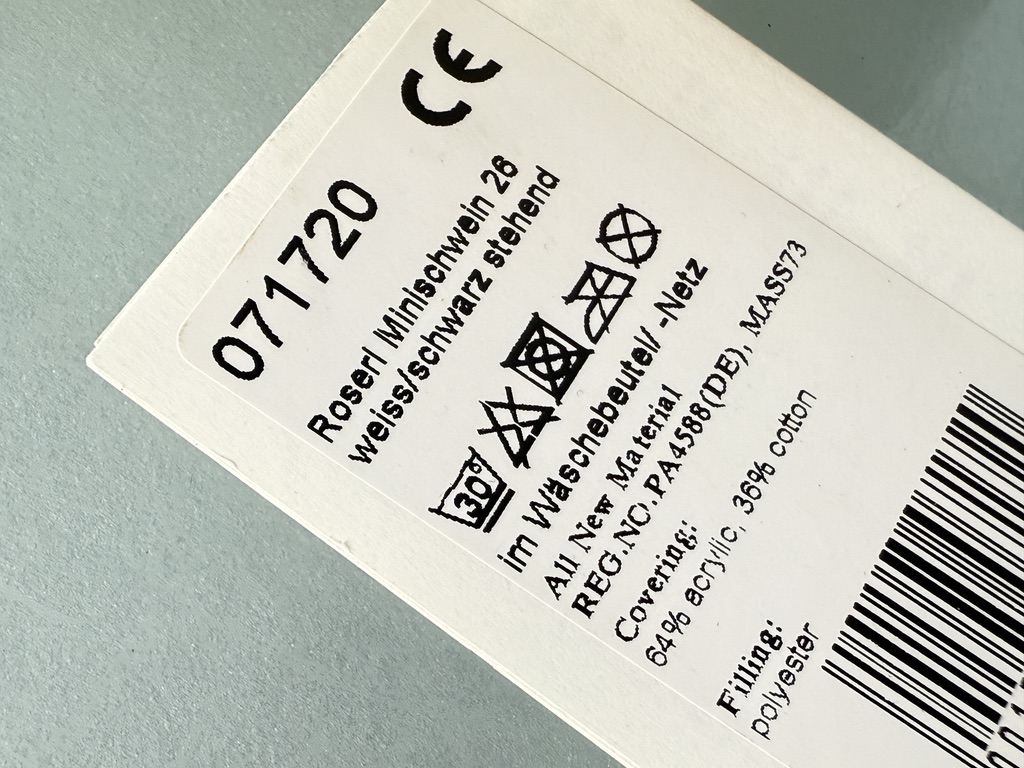 CE
071720
Roserl Minischwein 26
weiss/schwarz stehend
30°
im Wäschebeutel/ -Netz
All New Material
REG.NO.PA4588(DE), MASS73
Covering:
64% acrylic, 36% cotton
Filling:
polyester